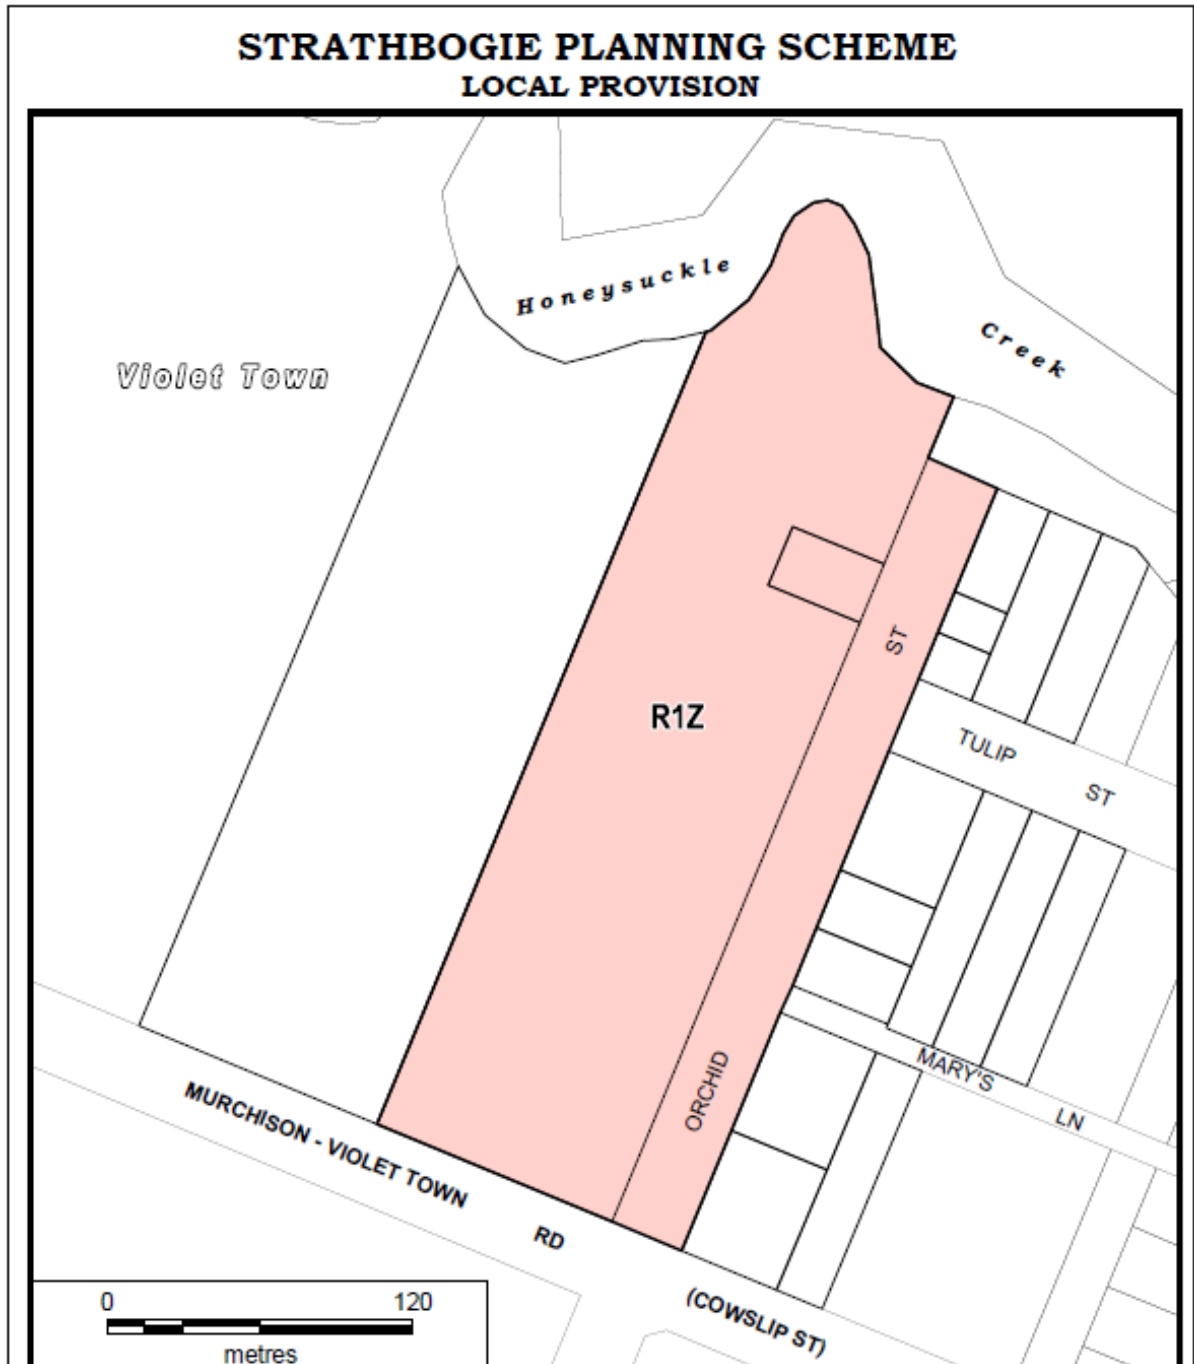 STRATHBOGIE PLANNING SCHEME
LOCAL PROVISION
Honeysuckle
Creek
Violet Town
ST
R1Z
TULIP
ST
ORCHID
MARY'S
LN
MURCHISON - VIOLET TOWN
RD
(COWSLIP ST)
0 120
metres